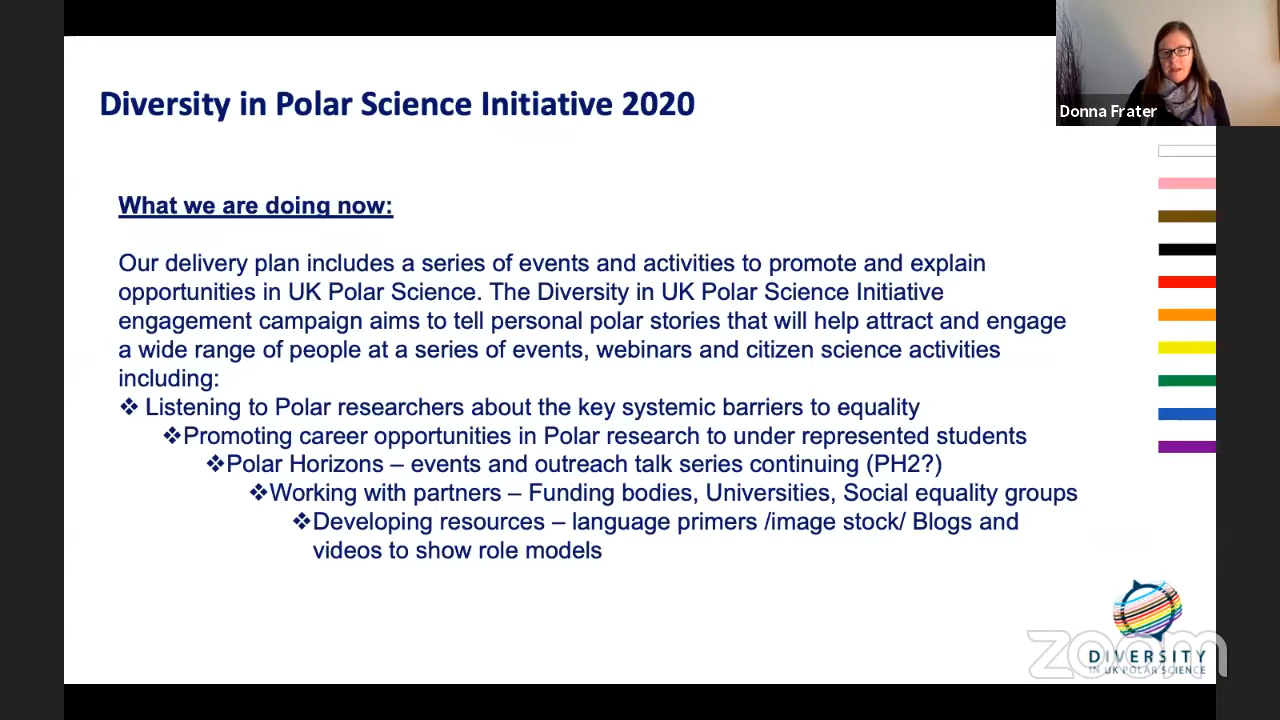 Diversity in Polar Science Initiative 2020
Donna Frater
What we are doing now:
Our delivery plan includes a series of events and activities to promote and explain
opportunities in UK Polar Science. The Diversity in UK Polar Science Initiative
engagement campaign aims to tell personal polar stories that will help attract and engage
a wide range of people at a series of events, webinars and citizen science activities
including:
❖ Listening to Polar researchers about the key systemic barriers to equality
❖Promoting career opportunities in Polar research to under represented students
❖Polar Horizons – events and outreach talk series continuing (PH2?)
❖Working with partners – Funding bodies, Universities, Social equality groups
❖Developing resources – language primers /image stock/ Blogs and
videos to show role models
zoom
DIVERSITY
IN UK POLAR SCIENCE